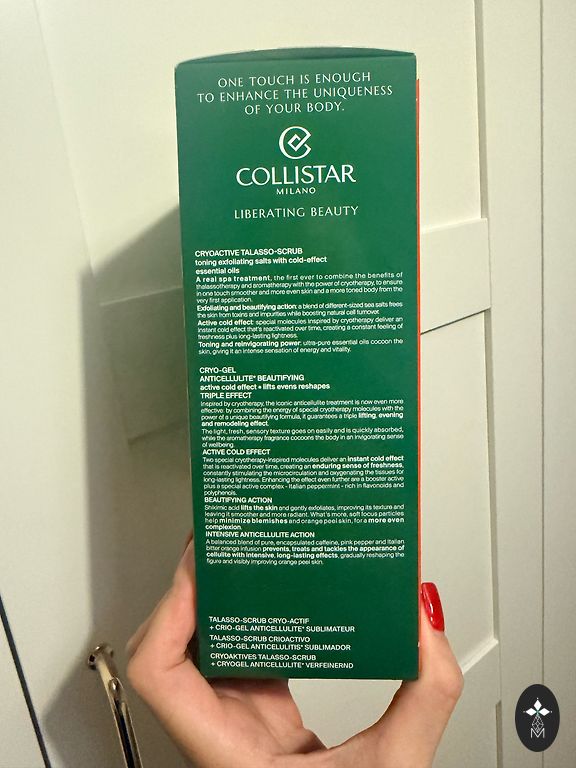 ONE TOUCH IS ENOUGH
TO ENHANCE THE UNIQUENESS
OF YOUR BODY.
COLLISTAR
MILANO
LIBERATING BEAUTY
CRYOACTIVE TALASSO-SCRUB
toning exfoliating salts with cold-effect
essential oils
A real spa treatment, the first ever to combine the benefits of
thalassotherapy and aromatherapy with the power of cryotherapy, to ensure
in one touch smoother and more even skin and a more toned body from the
very first application.
Exfoliating and beautifying action: a blend of different-sized sea salts frees
the skin from toxins and impurities while boosting natural cell turnover.
Active cold effect: special molecules inspired by cryotherapy deliver an
instant cold effect that's reactivated over time, creating a constant feeling of
freshness plus long-lasting lightness.
Toning and reinvigorating power: ultra-pure essential oils cocoon the
skin, giving it an intense sensation of energy and vitality.
CRYO-GEL
ANTICELLULITE* BEAUTIFYING
active cold effect + lifts evens reshapes
TRIPLE EFFECT
Inspired by cryotherapy, the iconic anticellulite treatment is now even more
effective: by combining the energy of special cryotherapy molecules with the
power of a unique beautifying formula, it guarantees a triple lifting, evening
and remodeling effect.
The light, fresh, sensory texture goes on easily and is quickly absorbed,
while the aromatherapy fragrance cocoons the body in an invigorating sense
of wellbeing.
ACTIVE COLD EFFECT
Two special cryotherapy-inspired molecules deliver an instant cold effect
that is reactivated over time, creating an enduring sense of freshness,
constantly stimulating the microcirculation and oxygenating the tissues for
long-lasting lightness. Enhancing the effect even further are a booster active
plus a special active complex - Italian peppermint - rich in flavonoids and
polyphenols.
BEAUTIFYING ACTION
Shikimic acid lifts the skin and gently exfoliates, improving its texture and
leaving it smoother and more radiant. What's more, soft focus particles
help minimize blemishes and orange peel skin, for a more even
complexion.
INTENSIVE ANTICELLULITE ACTION
A balanced blend of pure, encapsulated caffeine, pink pepper and Italian
bitter orange infusion prevents, treats and tackles the appearance of
cellulite with intensive, long-lasting effects, gradually reshaping the
figure and visibly improving orange peel skin.
TALASSO-SCRUB CRYO-ACTIF
+ CRIO-GEL ANTICELLULITE* SUBLIMATEUR
TALASSO-SCRUB CRIOACTIVO
+ CRIO-GEL ANTICELULITIS* SUBLIMADOR
CRYOAKTIVES TALASSO-SCRUB
+ CRYOGEL ANTICELLULITE* VERFEINERND